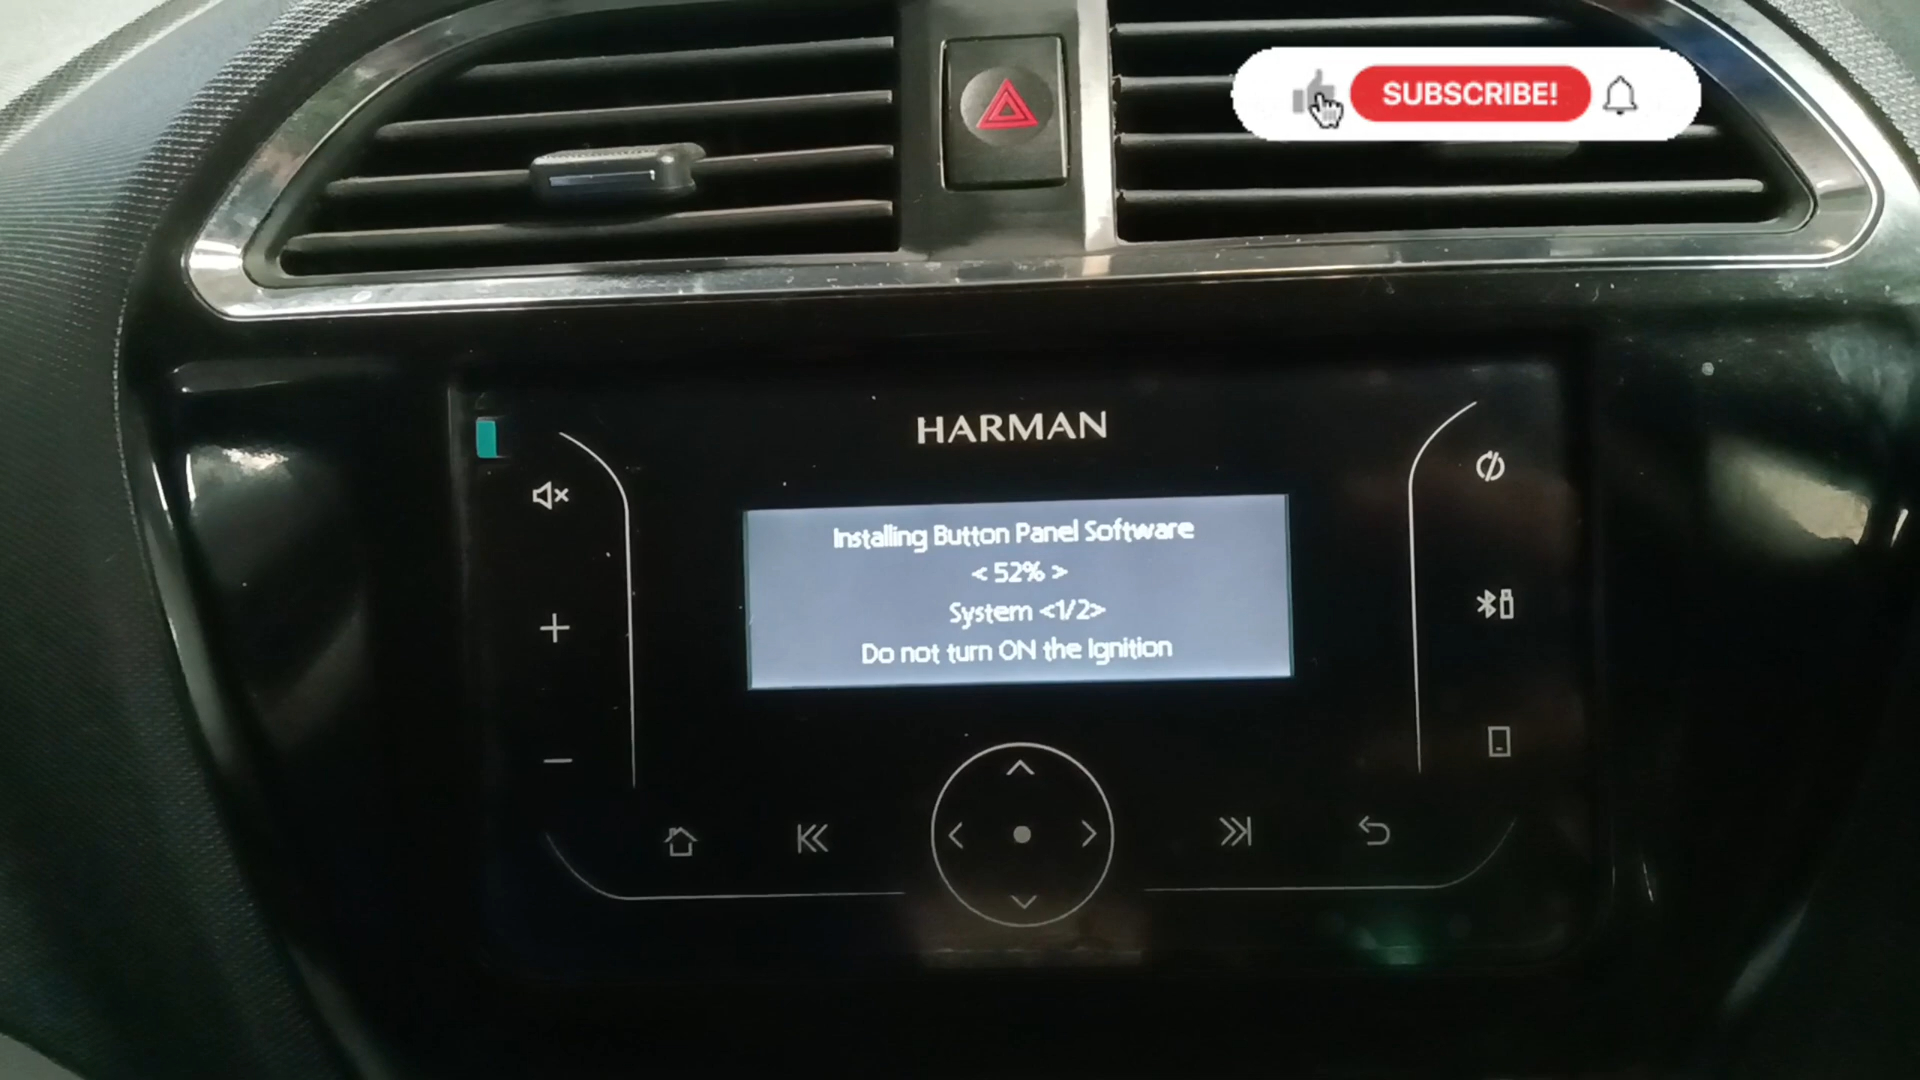 SUBSCRIBE!
HARMAN
Installing Button Panel Software
< 52% >
System <1/2>
Do not turn ON the Ignition